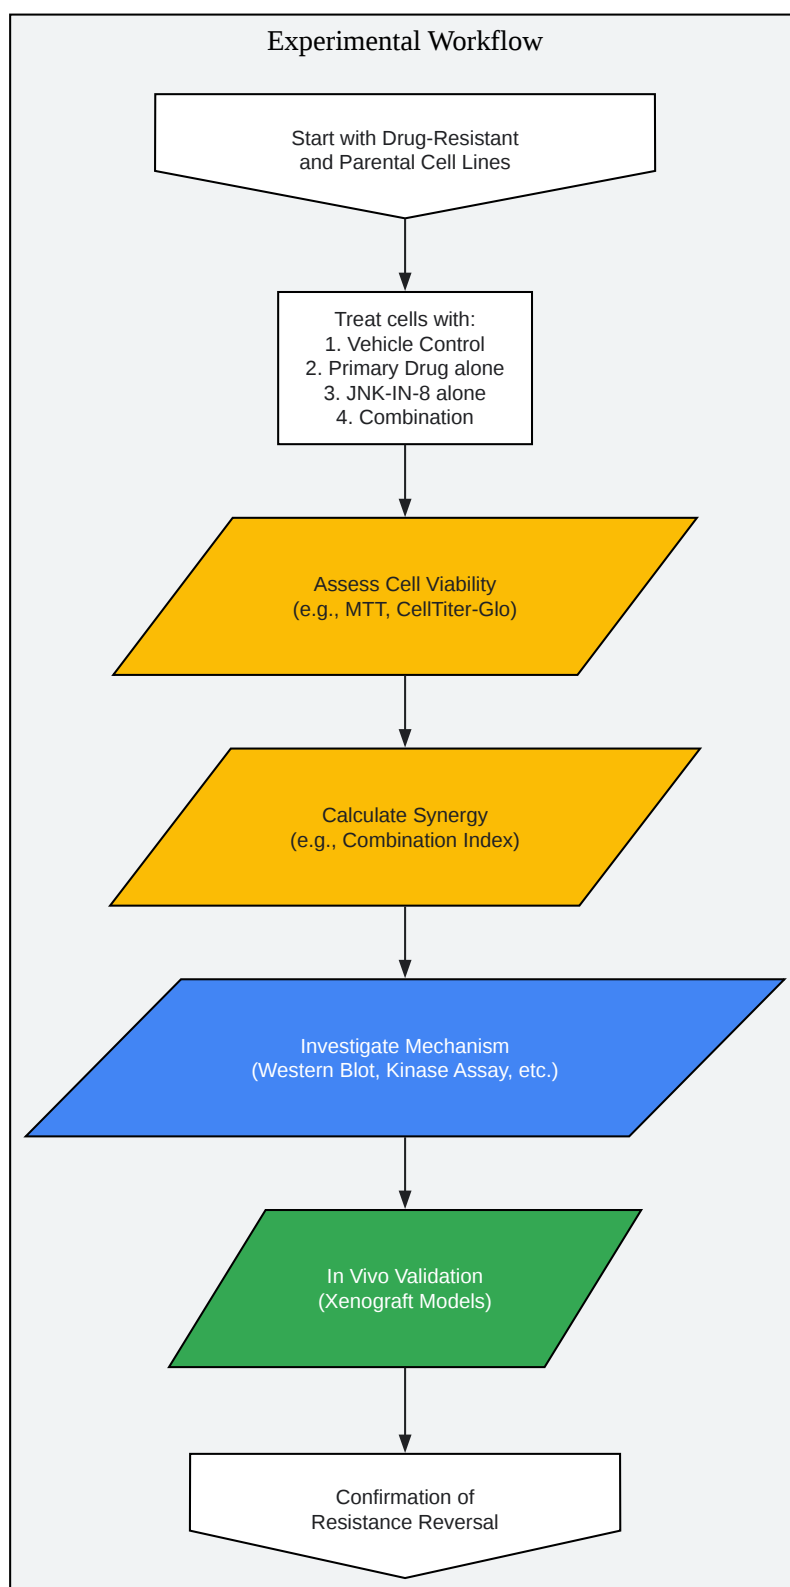 Experimental Workflow
Start with Drug-Resistant
and Parental Cell Lines
Treat cells with:
1. Vehicle Control
2. Primary Drug alone
3. JNK-IN-8 alone
4. Combination
Assess Cell Viability
(e.g., MTT, CellTiter-Glo)
Calculate Synergy
(e.g., Combination Index)
Investigate Mechanism
(Western Blot, Kinase Assay, etc.)
In Vivo Validation
(Xenograft Models)
Confirmation of
Resistance Reversal